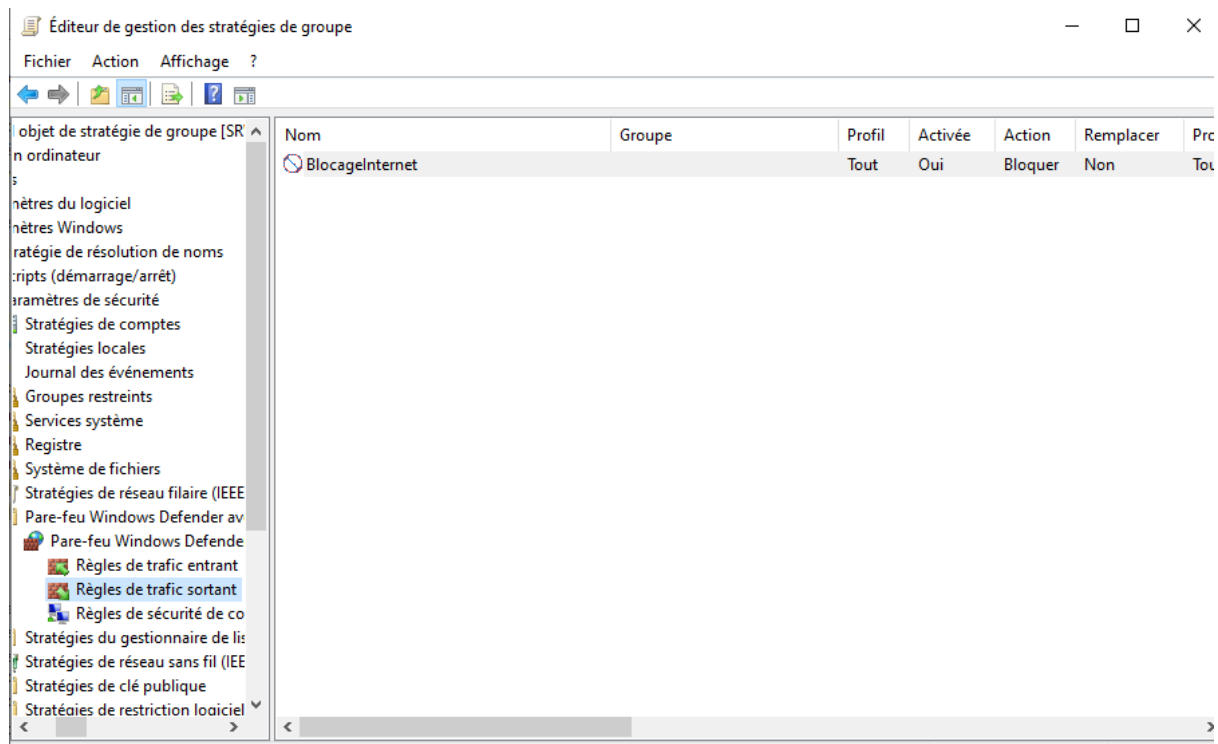 Éditeur de gestion des stratégies de groupe
Fichier Action Affichage ?
objet de stratégie de groupe [SR
n ordinateur
s
nètres du logiciel
nètres Windows
ratégie de résolution de noms
cripts (démarrage/arrêt)
aramètres de sécurité
Stratégies de comptes
Stratégies locales
Journal des événements
Groupes restreints
Services système
Registre
Système de fichiers
Stratégies de réseau filaire (IEEE
Pare-feu Windows Defender av
Pare-feu Windows Defende
Règles de trafic entrant
Règles de trafic sortant
Règles de sécurité de co
Stratégies du gestionnaire de lis
Stratégies de réseau sans fil (IEE
Stratégies de clé publique
Stratégies de restriction logiciel
Nom Groupe Profil Activée Action Remplacer Pro
BlocageInternet Tout Oui Bloquer Non Tou